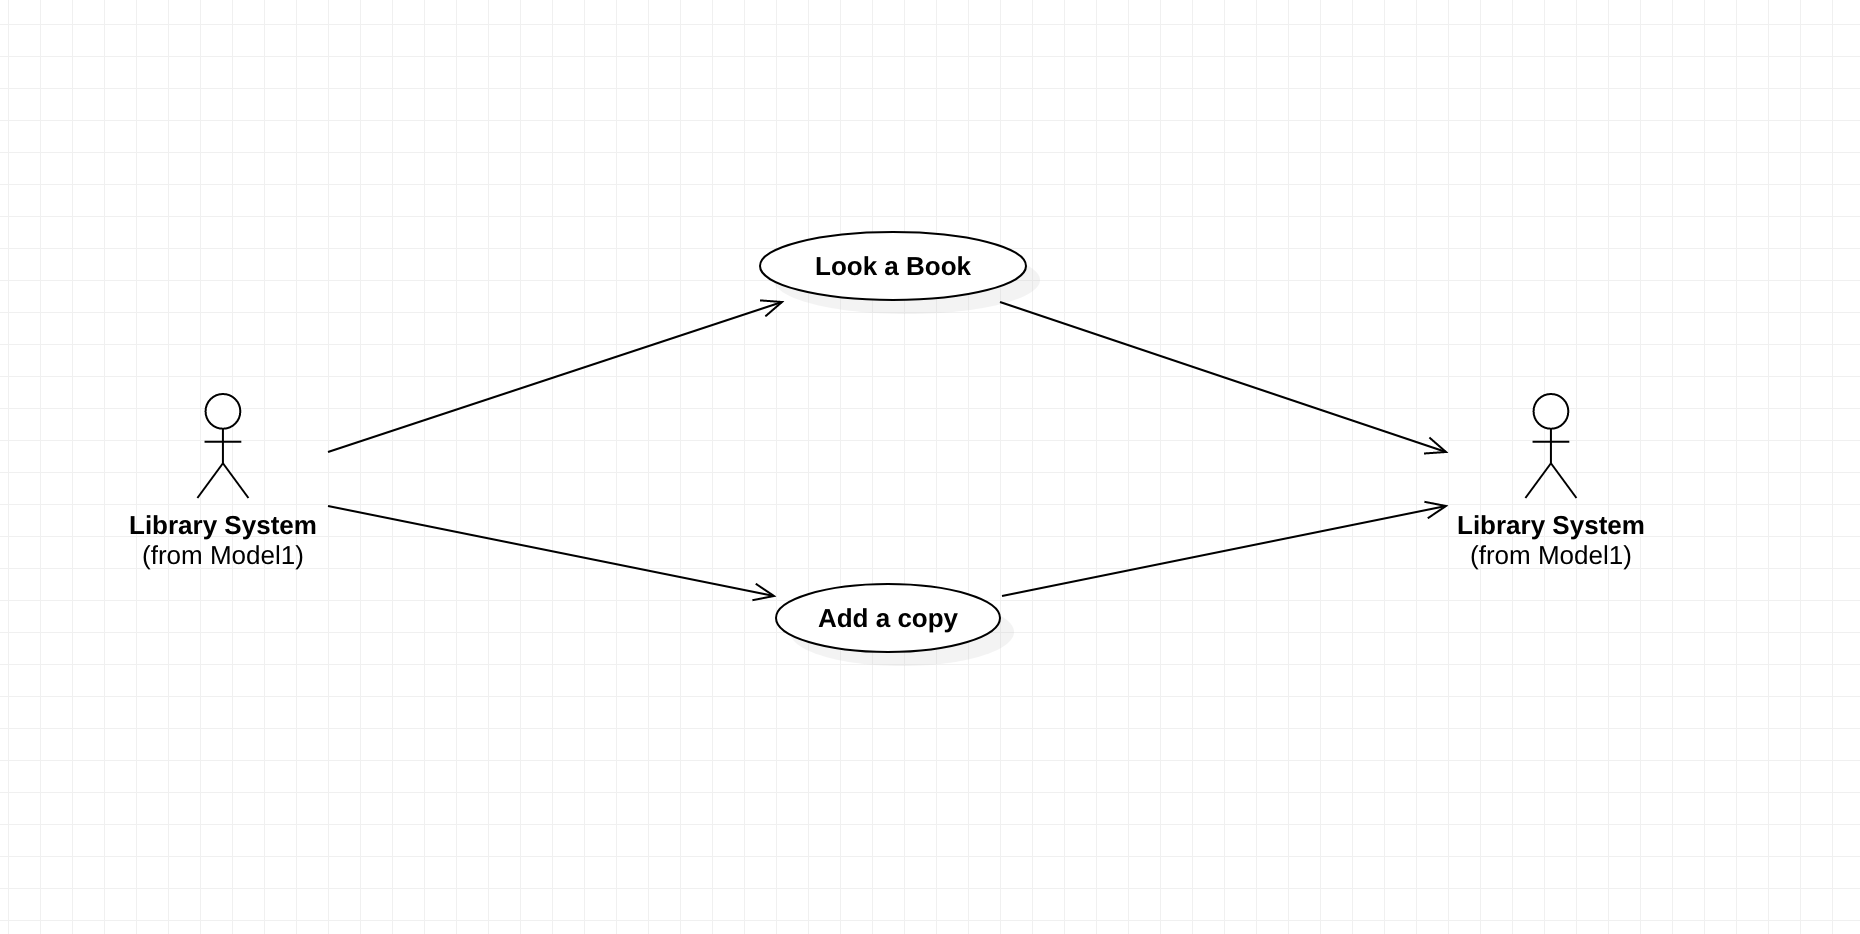 Look a Book
Library System
(from Model1)
Library System
(from Model1)
Add a copy